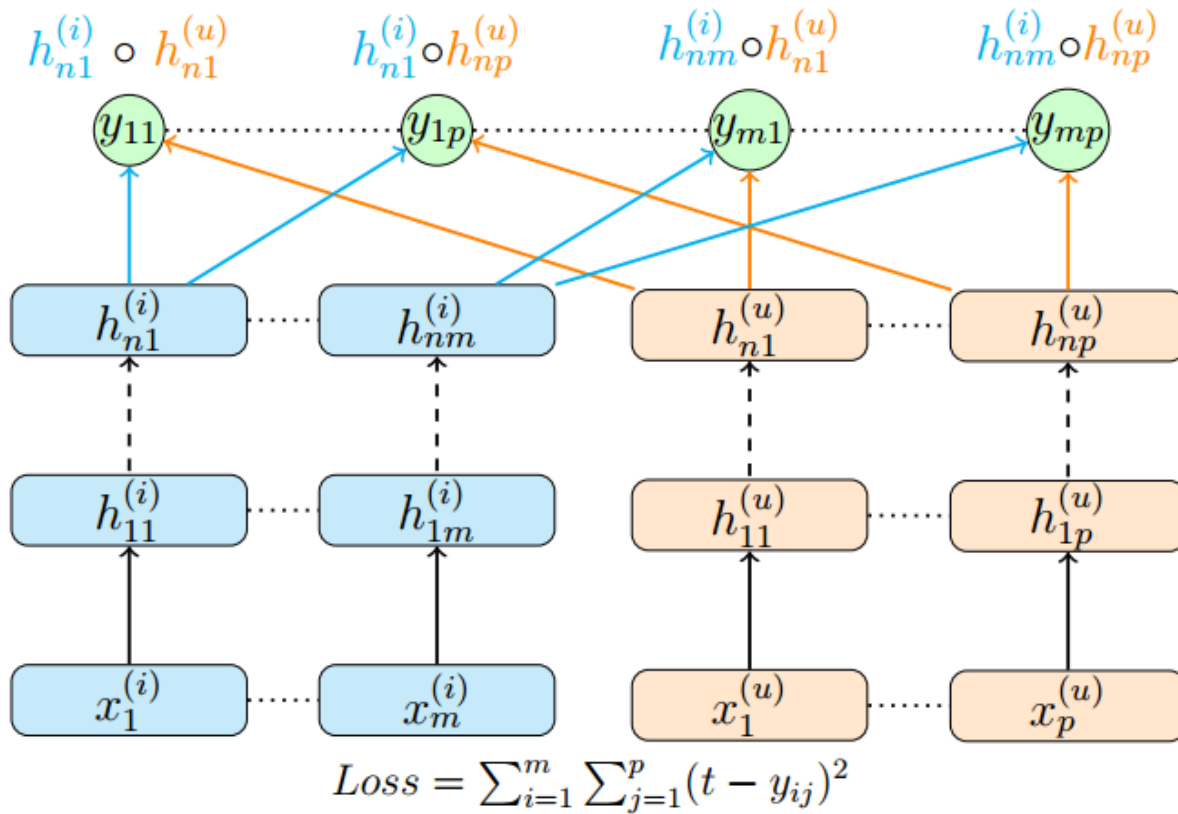 h_{n1}^{(i)} ∘ h_{n1}^{(u)} h_{n1}^{(i)} ∘ h_{np}^{(u)} h_{nm}^{(i)} ∘ h_{n1}^{(u)} h_{nm}^{(i)} ∘ h_{np}^{(u)}
y_{11} y_{1p} y_{m1} y_{mp}
h_{n1}^{(i)} h_{nm}^{(i)} h_{n1}^{(u)} h_{np}^{(u)}
h_{11}^{(i)} h_{1m}^{(i)} h_{11}^{(u)} h_{1p}^{(u)}
x_1^{(i)} x_m^{(i)} x_1^{(u)} x_p^{(u)}
Loss = \sum_{i=1}^{m} \sum_{j=1}^{p} (t - y_{ij})^2